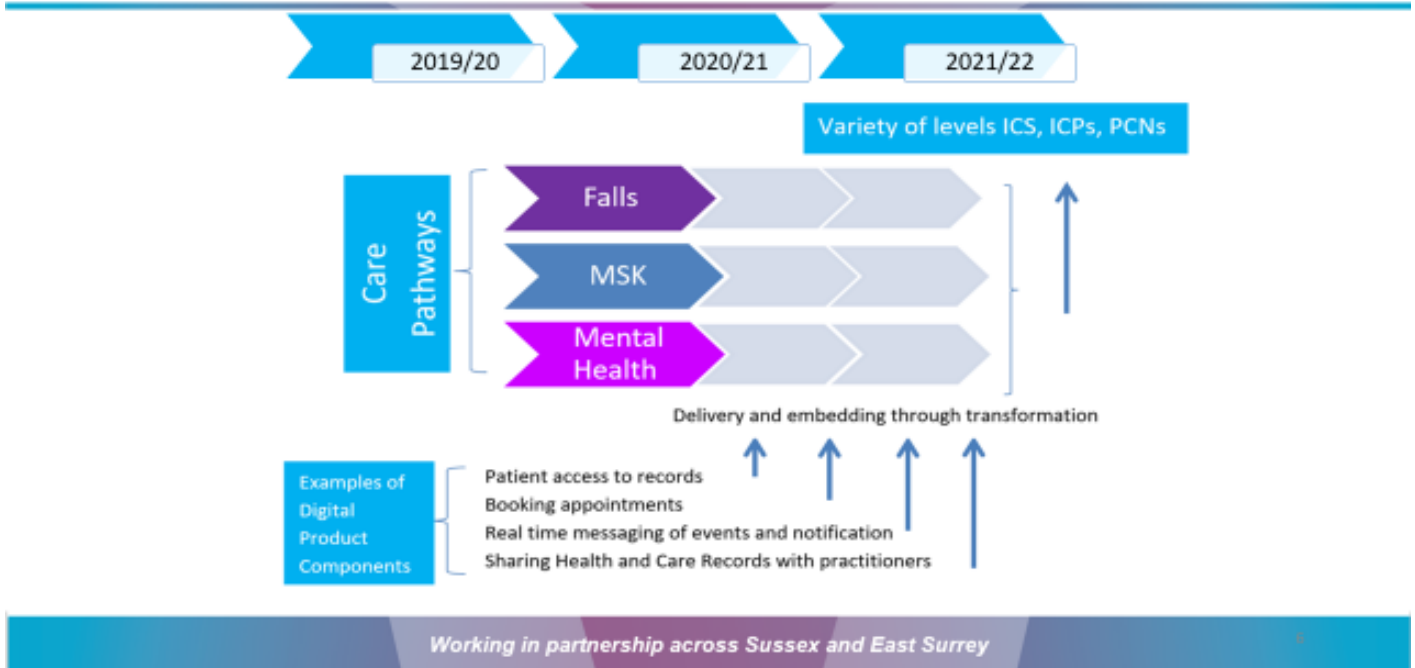 2019/20
2020/21
2021/22
Variety of levels ICS, ICPs, PCNs
Care
Pathways
Falls
MSK
Mental
Health
Delivery and embedding through transformation
Examples of
Digital
Product
Components
Patient access to records
Booking appointments
Real time messaging of events and notification
Sharing Health and Care Records with practitioners
Working in partnership across Sussex and East Surrey